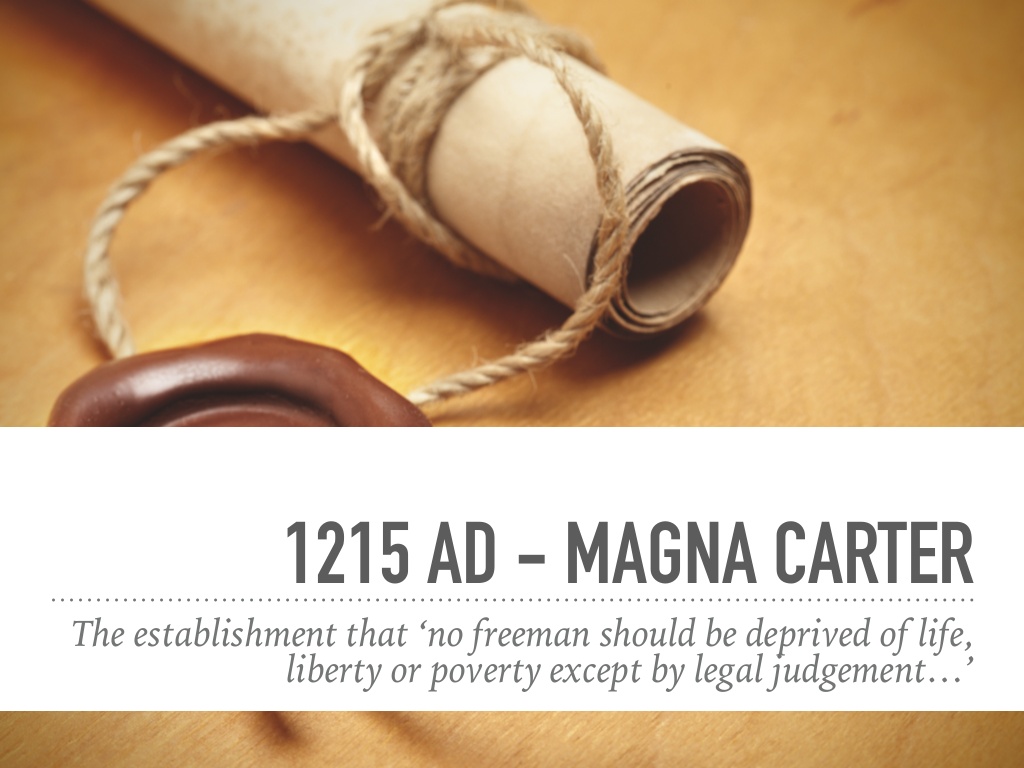 1215 AD - MAGNA CARTER
The establishment that ‘no freeman should be deprived of life,
liberty or poverty except by legal judgement…’